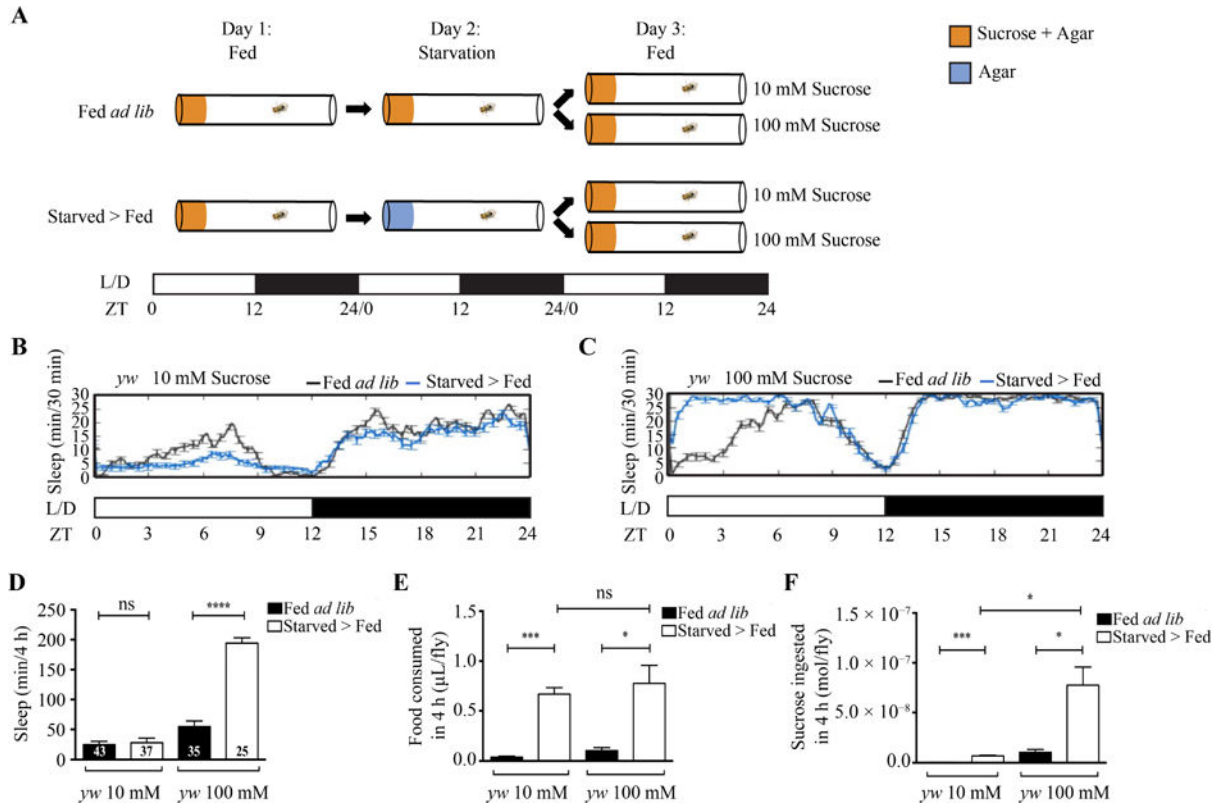 A
Day 1:
Fed
Day 2:
Starvation
Day 3:
Fed
Sucrose + Agar
Agar
Fed ad lib
10 mM Sucrose
100 mM Sucrose
Starved > Fed
10 mM Sucrose
100 mM Sucrose
L/D
ZT 0 12 24/0 12 24/0 12 24
B
yw 10 mM Sucrose Fed ad lib Starved > Fed
Sleep (min/30 min)
30
25
20
15
10
5
0
L/D
ZT 0 3 6 7 9 12 15 18 21 24
C
yw 100 mM Sucrose Fed ad lib Starved > Fed
Sleep (min/30 min)
30
25
20
15
10
5
0
L/D
ZT 0 3 6 9 12 15 18 21 24
D
Fed ad lib
Starved > Fed
ns ****
Sleep (min/4 h)
250
200
150
100
50
0
43 37 35 25
yw 10 mM yw 100 mM
E
Fed ad lib
Starved > Fed
ns
*** *
Food consumed
in 4 h (μL/fly)
1.5
1.0
0.5
0.0
yw 10 mM yw 100 mM
F
Fed ad lib
Starved > Fed
*
*** *
Sucrose ingested
in 4 h (mol/fly)
1.5 × 10⁻⁷
1.0 × 10⁻⁷
5.0 × 10⁻⁸
0.0
yw 10 mM yw 100 mM